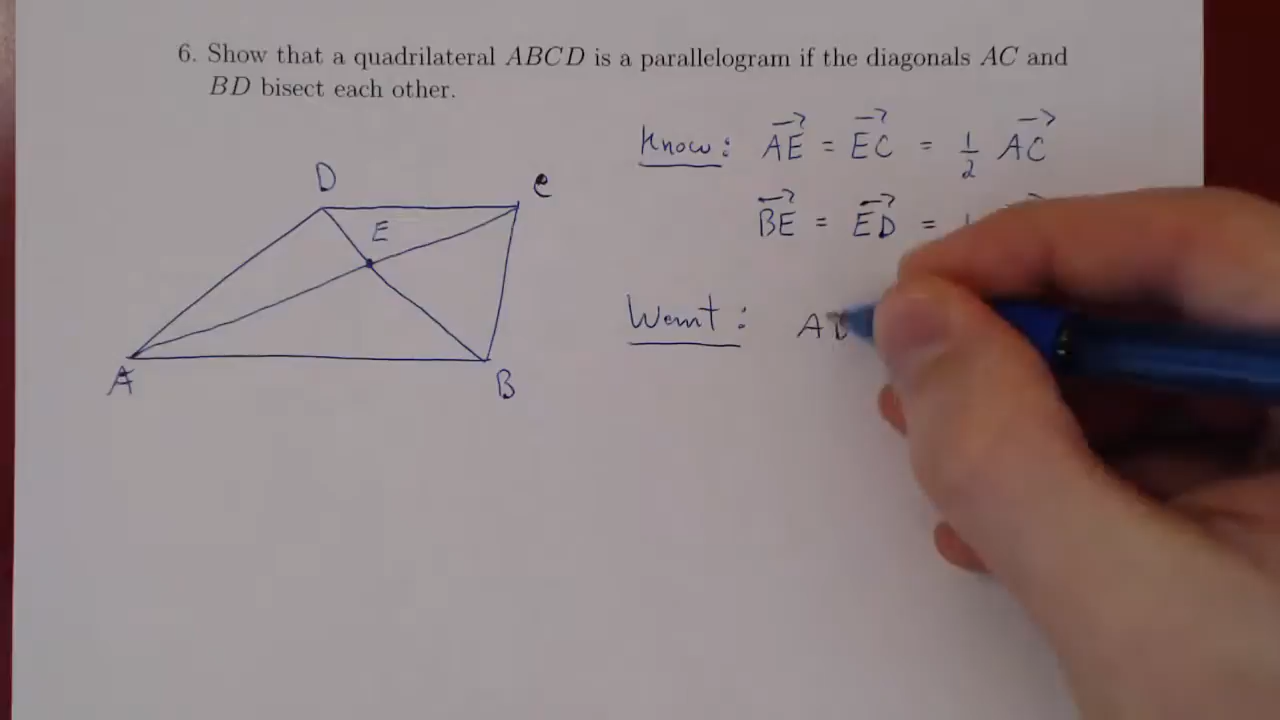 6. Show that a quadrilateral ABCD is a parallelogram if the diagonals AC and
BD bisect each other.
Know: AE = EC = 1/2 AC
BE = ED =
Want: A
D
C
E
A
B